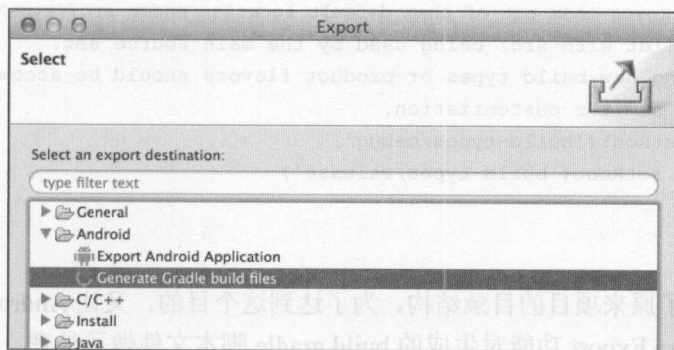 Export
Select
Select an export destination:
type filter text
General
Android
Export Android Application
Generate Gradle build files
C/C++
Install
Java